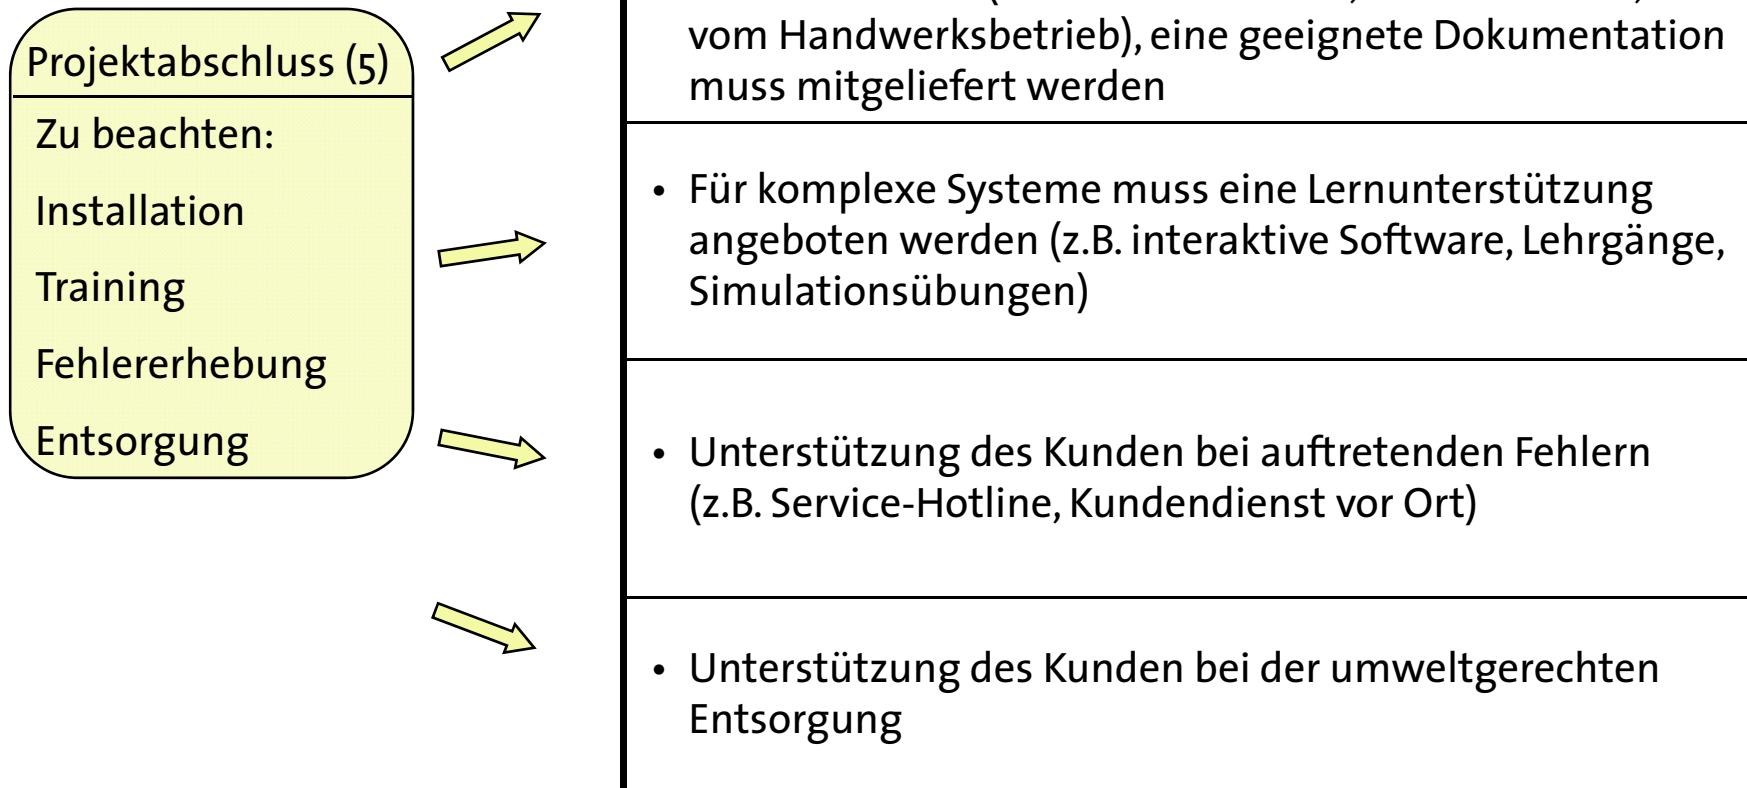 Projektabschluss (5)
Zu beachten:
Installation
Training
Fehlererhebung
Entsorgung
vom Handwerksbetrieb), eine geeignete Dokumentation
muss mitgeliefert werden
• Für komplexe Systeme muss eine Lernunterstützung
angeboten werden (z.B. interaktive Software, Lehrgänge,
Simulationsübungen)
• Unterstützung des Kunden bei auftretenden Fehlern
(z.B. Service-Hotline, Kundendienst vor Ort)
• Unterstützung des Kunden bei der umweltgerechten
Entsorgung